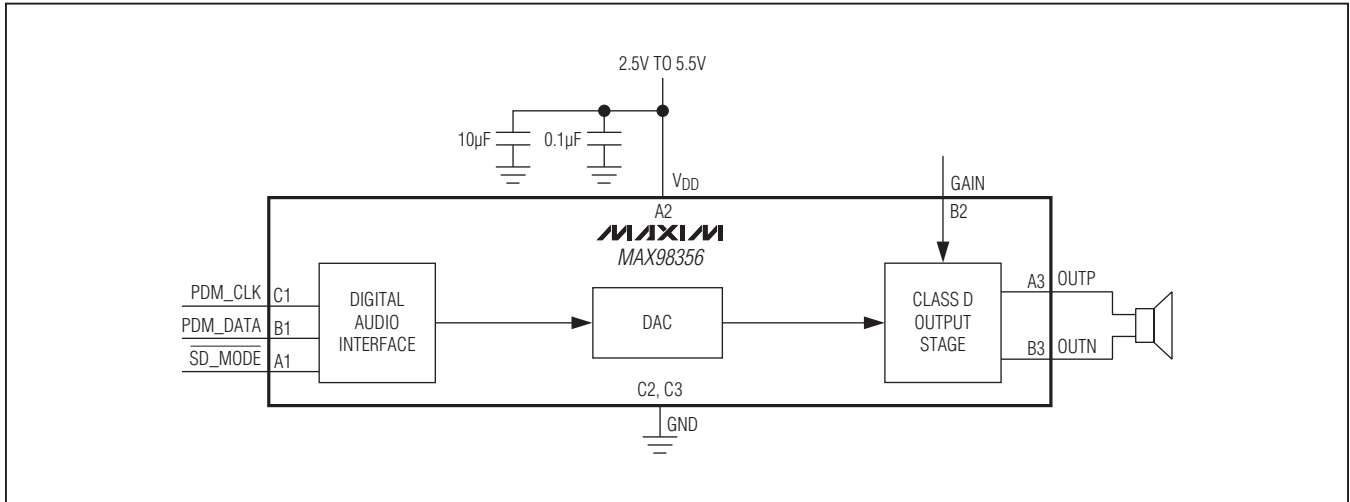 2.5V TO 5.5V
10µF
0.1µF
VDD
GAIN
A2
B2
MAXIM
MAX98356
PDM_CLK
C1
PDM_DATA
B1
SD_MODE
A1
DIGITAL
AUDIO
INTERFACE
DAC
CLASS D
OUTPUT
STAGE
A3
OUTP
B3
OUTN
C2, C3
GND